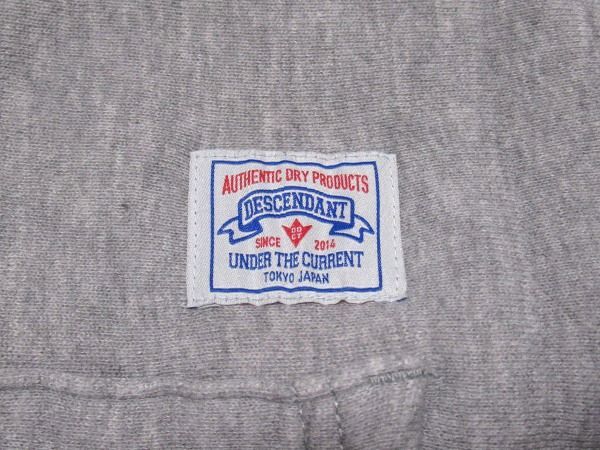 AUTHENTIC DRY PRODUCTS
DESCENDANT
SINCE 2014
UNDER THE CURRENT
TOKYO JAPAN